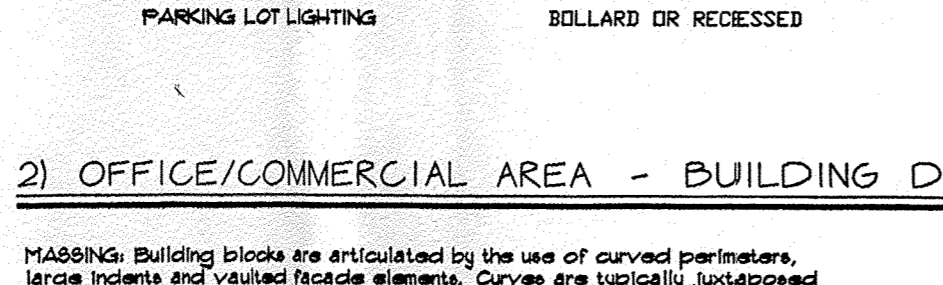 PARKING LOT LIGHTING BOLLARD OR RECESSED
2) OFFICE/COMMERCIAL AREA - BUILDING D
MASSING: Building blocks are articulated by the use of curved perimeters,
large indents and vaulted facade elements. Curves are typically juxtaposed